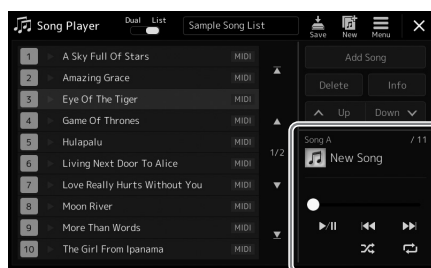 Song Player
Dual List
Sample Song List
Save
New
Menu
1 A Sky Full Of Stars MIDI
2 Amazing Grace MIDI
3 Eye Of The Tiger MIDI
4 Game Of Thrones MIDI
5 Hulapalu MIDI
6 Living Next Door To Alice MIDI
7 Love Really Hurts Without You MIDI
8 Moon River MIDI
9 More Than Words MIDI
10 The Girl From Ipanama MIDI
1/2
Add Song
Delete Info
Up Down
Song A / 11
New Song